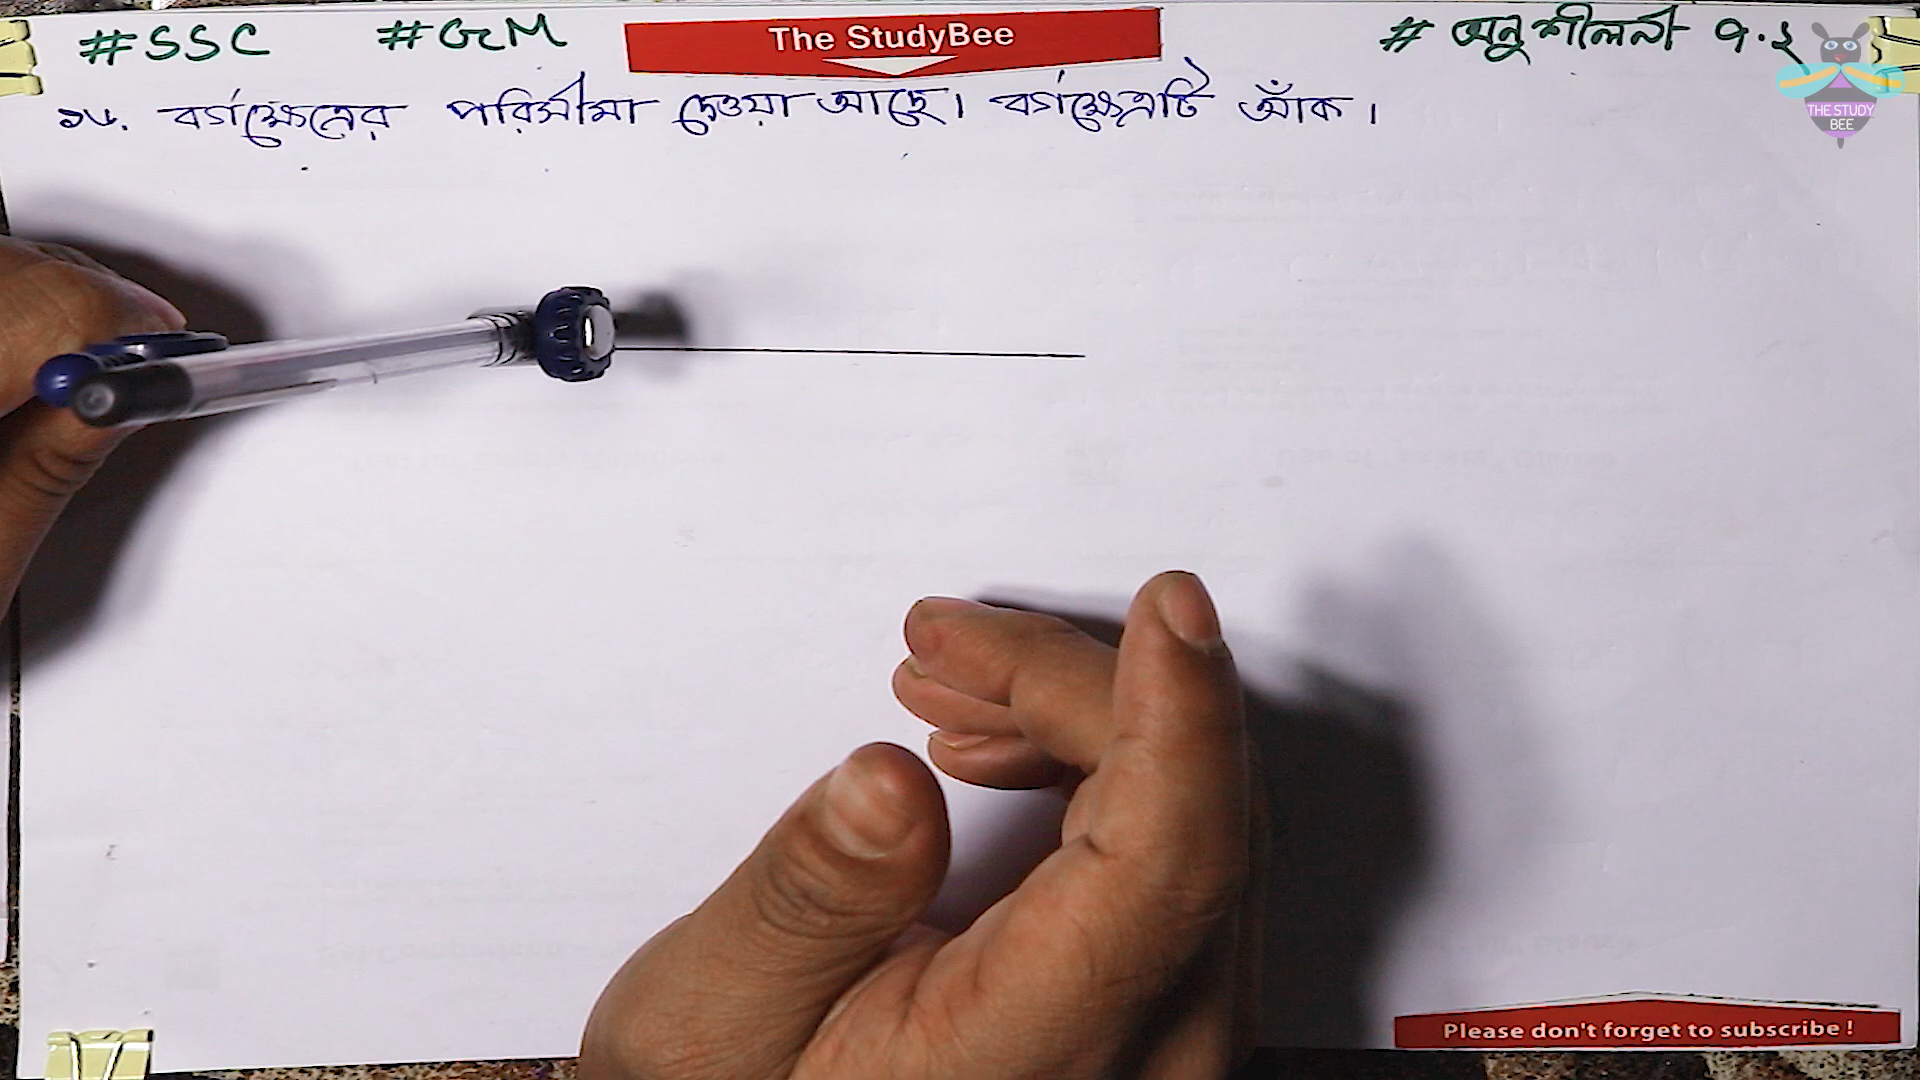 #SSC #GM The StudyBee # অনুশীলনী ৭.২
১৮. বর্গক্ষেত্রের পরিসীমা দেওয়া আছে। বর্গক্ষেত্রটি আঁক।
THE STUDY
BEE
Please don't forget to subscribe !